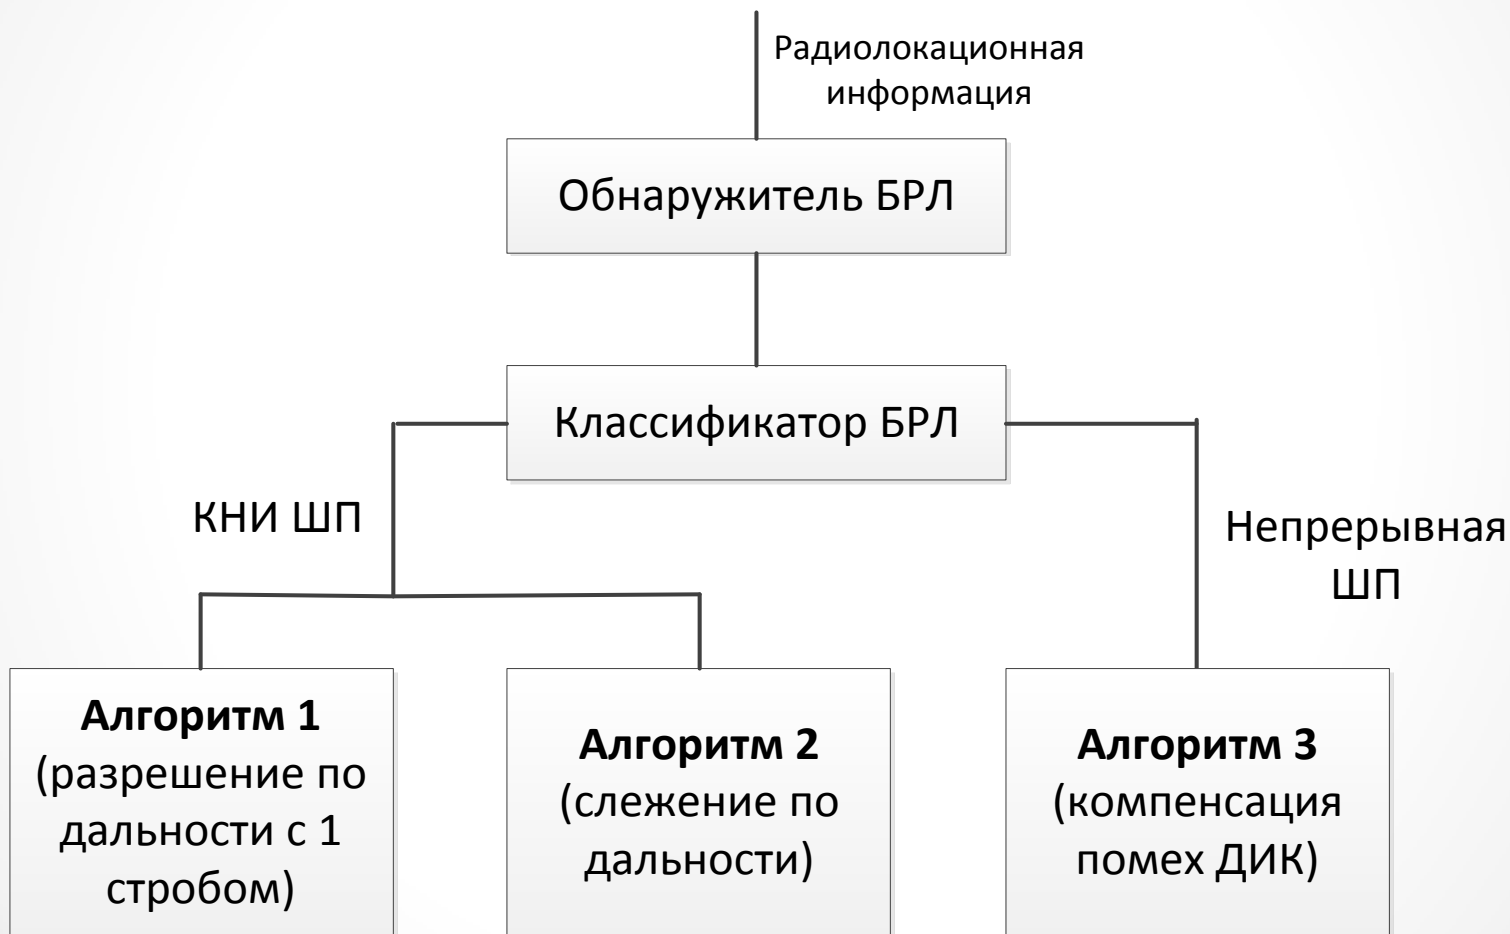 Радиолокационная
информация
Обнаружитель БРЛ
Классификатор БРЛ
КНИ ШП
Непрерывная
ШП
Алгоритм 1
(разрешение по
дальности с 1
стробом)
Алгоритм 2
(слежение по
дальности)
Алгоритм 3
(компенсация
помех ДИК)